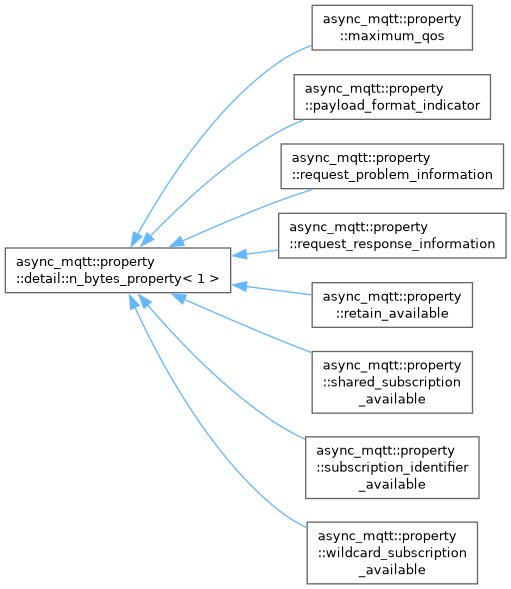 async_mqtt::property
::maximum_qos
async_mqtt::property
::payload_format_indicator
async_mqtt::property
::request_problem_information
async_mqtt::property
::request_response_information
async_mqtt::property
::detail::n_bytes_property< 1 >
async_mqtt::property
::retain_available
async_mqtt::property
::shared_subscription
_available
async_mqtt::property
::subscription_identifier
_available
async_mqtt::property
::wildcard_subscription
_available